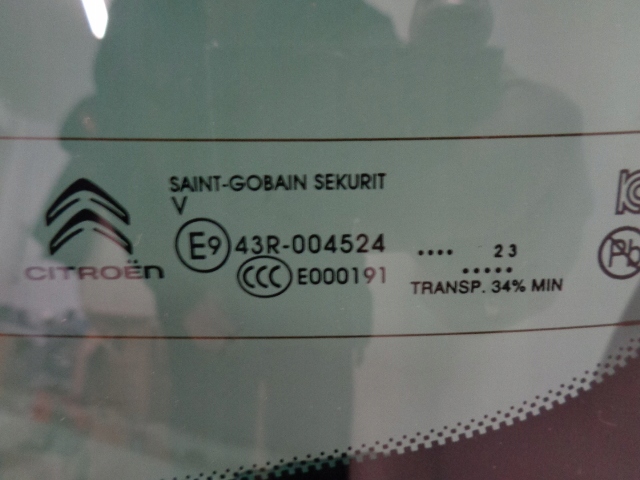 SAINT-GOBAIN SEKURIT
V
E9 43R-004524
.... 23
CCC E000191
.....
TRANSP. 34% MIN
CITROËN
Pb